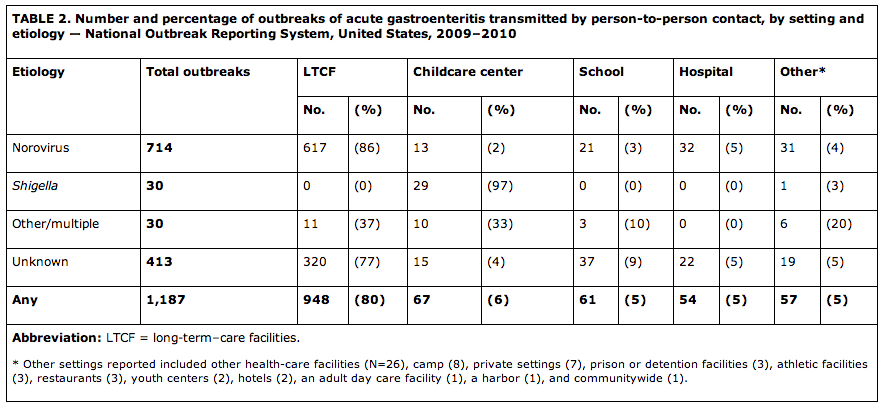 TABLE 2. Number and percentage of outbreaks of acute gastroenteritis transmitted by person-to-person contact, by setting and
etiology — National Outbreak Reporting System, United States, 2009–2010
Etiology Total outbreaks LTCF Childcare center School Hospital Other*
No. (%) No. (%) No. (%) No. (%) No. (%)
Norovirus 714 617 (86) 13 (2) 21 (3) 32 (5) 31 (4)
Shigella 30 0 (0) 29 (97) 0 (0) 0 (0) 1 (3)
Other/multiple 30 11 (37) 10 (33) 3 (10) 0 (0) 6 (20)
Unknown 413 320 (77) 15 (4) 37 (9) 22 (5) 19 (5)
Any 1,187 948 (80) 67 (6) 61 (5) 54 (5) 57 (5)
Abbreviation: LTCF = long-term–care facilities.
* Other settings reported included other health-care facilities (N=26), camp (8), private settings (7), prison or detention facilities (3), athletic facilities
(3), restaurants (3), youth centers (2), hotels (2), an adult day care facility (1), a harbor (1), and communitywide (1).